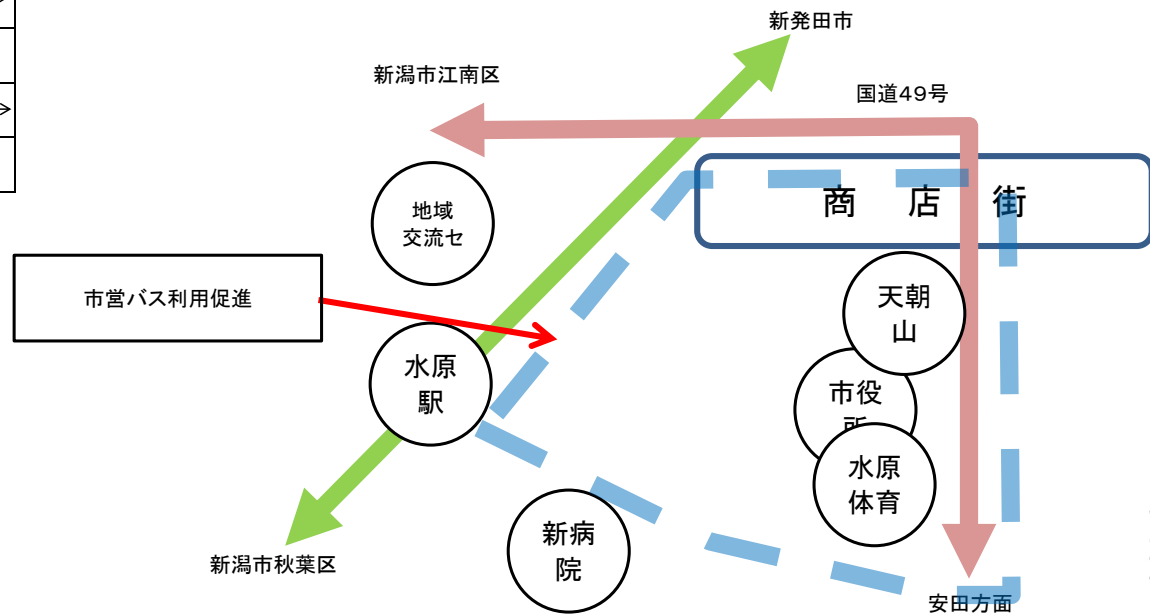 新発田市
新潟市江南区
国道49号
商店街
地域
交流セ
天朝
山
市営バス利用促進
水原
駅
市役
所
水原
体育
新病
院
新潟市秋葉区
安田方面